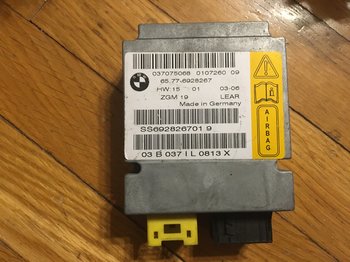 BMW
037075068 0107260 09
65.77-6928267
HW:15 01 03-06
ZGM 19 LEAR
Made in Germany
SS692826701 9
03 B 037 I L 0813 X
AIRBAG